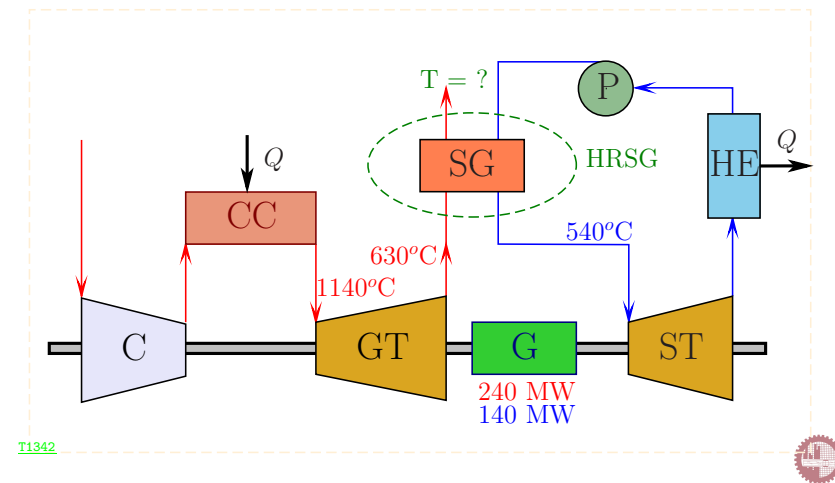 T = ?
P
Q
Q
SG
HRSG
HE
CC
630°C
540°C
1140°C
C
GT
G
ST
240 MW
140 MW
T1342